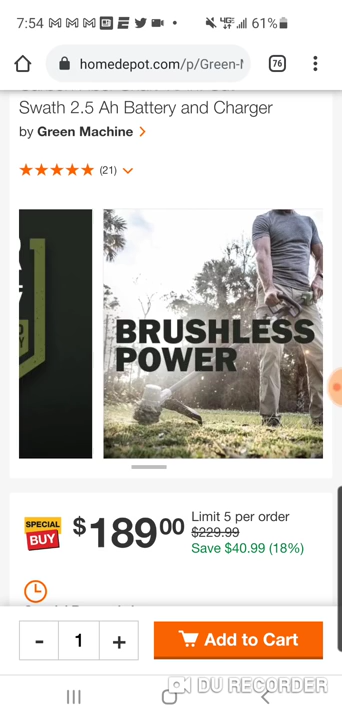 7:54
61%
homedepot.com/p/Green-
76
Swath 2.5 Ah Battery and Charger
by Green Machine
(21)
BRUSHLESS
POWER
SPECIAL
BUY
$189 00
Limit 5 per order
$229.99
Save $40.99 (18%)
- 1 +
Add to Cart
DU RECORDER